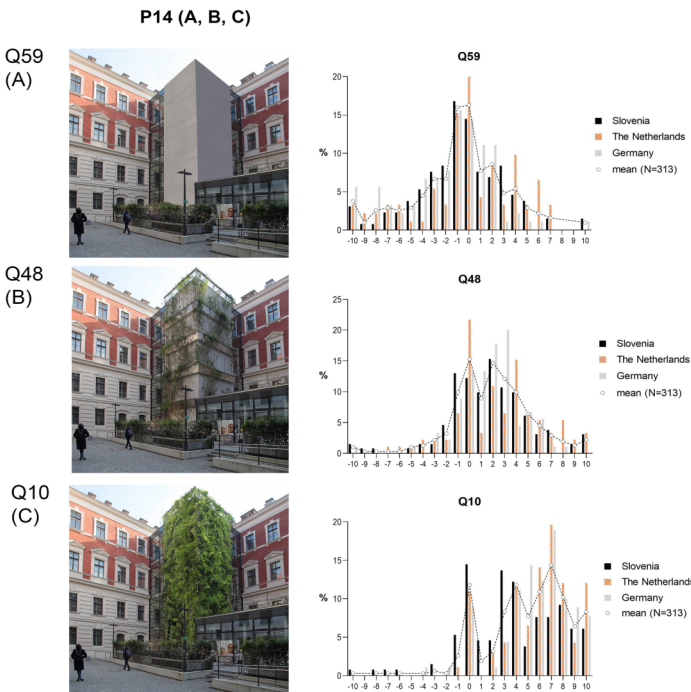 P14 (A, B, C)
Q59
(A)
Q59
20
15
10
5
0
%
-10 -9 -8 -7 -6 -5 -4 -3 -2 -1 0 1 2 3 4 5 6 7 8 9 10
Slovenia
The Netherlands
Germany
mean (N=313)
Q48
(B)
Q48
25
20
15
10
5
0
%
-10 -9 -8 -7 -6 -5 -4 -3 -2 -1 0 1 2 3 4 5 6 7 8 9 10
Slovenia
The Netherlands
Germany
mean (N=313)
Q10
(C)
Q10
20
15
10
5
0
%
-10 -9 -8 -7 -6 -5 -4 -3 -2 -1 0 1 2 3 4 5 6 7 8 9 10
Slovenia
The Netherlands
Germany
mean (N=313)